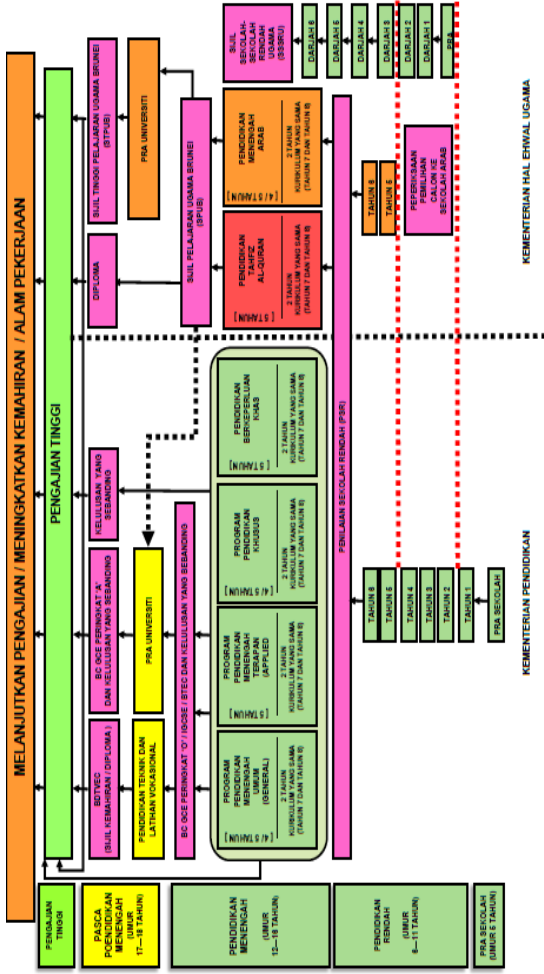 MELANJUTKAN PENGAJIAN / MENINGKATKAN KEMAHIRAN / ALAM PEKERJAAN
PENGAJIAN
TINGGI
PENGAJIAN TINGGI
PASCA
POENDIDIKAN
MENENGAH
(UMUR
17—18 TAHUN)
BDTVEC
(SIJIL KEMAHIRAN / DIPLOMA )
BC GCE PERINGKAT 'A'
DAN KELULUSAN YANG SEBANDING
KELULUSAN YANG
SEBANDING
DIPLOMA
SIJIL TINGGI PELAJARAN UGAMA BRUNEI
(STPUB)
PENDIDIKAN TEKNIK DAN
LATIHAN VOKASIONAL
PRA UNIVERSITI
PRA UNIVERSITI
BC GCE PERINGKAT 'O' / IGCSE / BTEC DAN KELULUSAN YANG SEBANDING
SIJIL PELAJARAN UGAMA BRUNEI
(SPUB)
PENDIDIKAN
MENENGAH
(UMUR
12—16 TAHUN)
PROGRAM
PENDIDIKAN
MENENGAH
UMUM
(GENERAL)
[ 4/ 5 TAHUN ]
2 TAHUN
KURIKULUM YANG SAMA
(TAHUN 7 DAN TAHUN 8)
PROGRAM
PENDIDIKAN
MENENGAH
TERAPAN
(APPLIED
[ 5 TAHUN ]
2 TAHUN
KURIKULUM YANG SAMA
(TAHUN 7 DAN TAHUN 8)
PROGRAM
PENDIDIKAN
KHUSUS
[ 4/ 5 TAHUN ]
2 TAHUN
KURIKULUM YANG SAMA
(TAHUN 7 DAN TAHUN 8)
PENDIDIKAN
BERKEPERLUAN
KHAS
[ 5 TAHUN ]
2 TAHUN
KURIKULUM YANG SAMA
(TAHUN 7 DAN TAHUN 8)
PENDIDIKAN
TAHFIZ
AL-QURAN
[ 5 TAHUN ]
2 TAHUN
KURIKULUM YANG SAMA
(TAHUN 7 DAN TAHUN 8)
PENDIDIKAN
MENENGAH
ARAB
[ 4 / 5 TAHUN ]
2 TAHUN
KURIKULUM YANG SAMA
(TAHUN 7 DAN TAHUN 8)
SIJIL
SEKOLAH-
SEKOLAH
RENDAH
UGAMA
(SSSRU)
PENILAIAN SEKOLAH RENDAH (PSR)
PENDIDIKAN
RENDAH
(UMUR
6—11 TAHUN)
TAHUN 6
TAHUN 5
TAHUN 4
TAHUN 3
TAHUN 2
TAHUN 1
PRA SEKOLAH
TAHUN 6
TAHUN 5
PEPERIKSAAN
PEMILIHAN
CALON KE
SEKOLAH ARAB
DARJAH 6
DARJAH 5
DARJAH 4
DARJAH 3
DARJAH 2
DARJAH 1
PRA
PRA SEKOLAH
(UMUR 5 TAHUN)
KEMENTERIAN PENDIDIKAN
KEMENTERIAN HAL EHWAL UGAMA